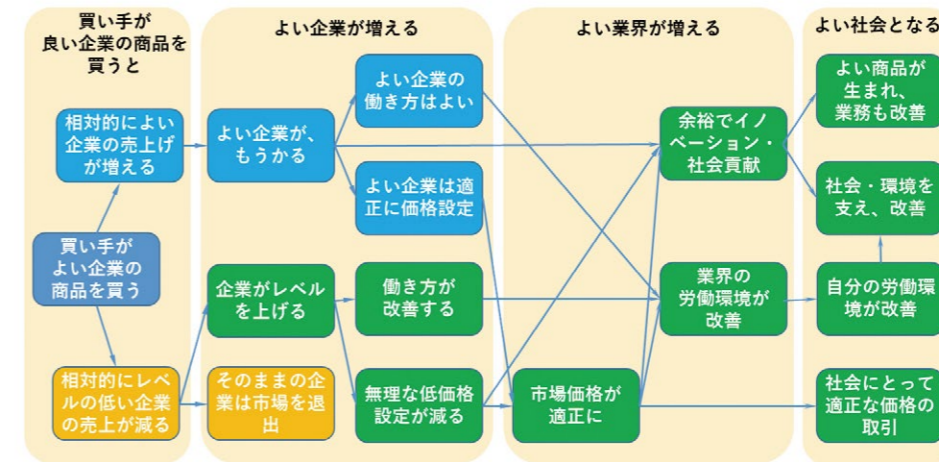 買い手が
良い企業の商品を
買うと
よい企業が増える
よい業界が増える
よい社会となる
相対的によい
企業の売上げ
が増える
買い手が
よい企業の
商品を買う
相対的にレベ
ルの低い企業
の売上が減る
よい企業が、
もうかる
よい企業の
働き方はよい
よい企業は適
正に価格設定
企業がレベル
を上げる
働き方が
改善する
そのままの企
業は市場を退
出
無理な低価格
設定が減る
余裕でイノ
ベーション・
社会貢献
業界の
労働環境が
改善
市場価格が
適正に
よい商品が
生まれ、
業務も改善
社会・環境を
支え、改善
自分の労働環
境が改善
社会にとって
適正な価格の
取引